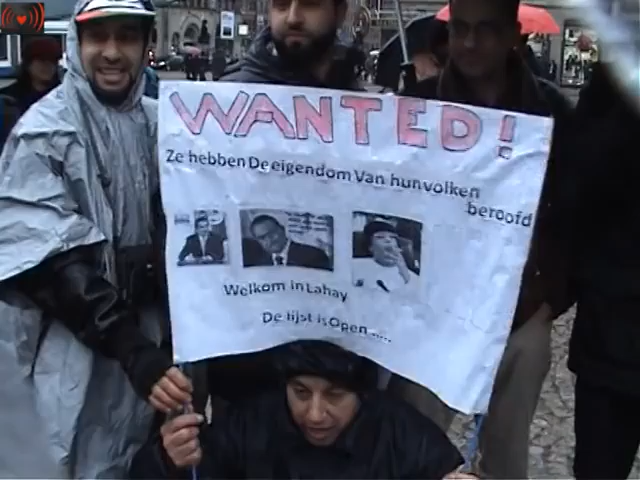 WANTED!
Ze hebben De eigendom Van hun volken
beroofd
Welkom in Lahay
De lijst is Open.....